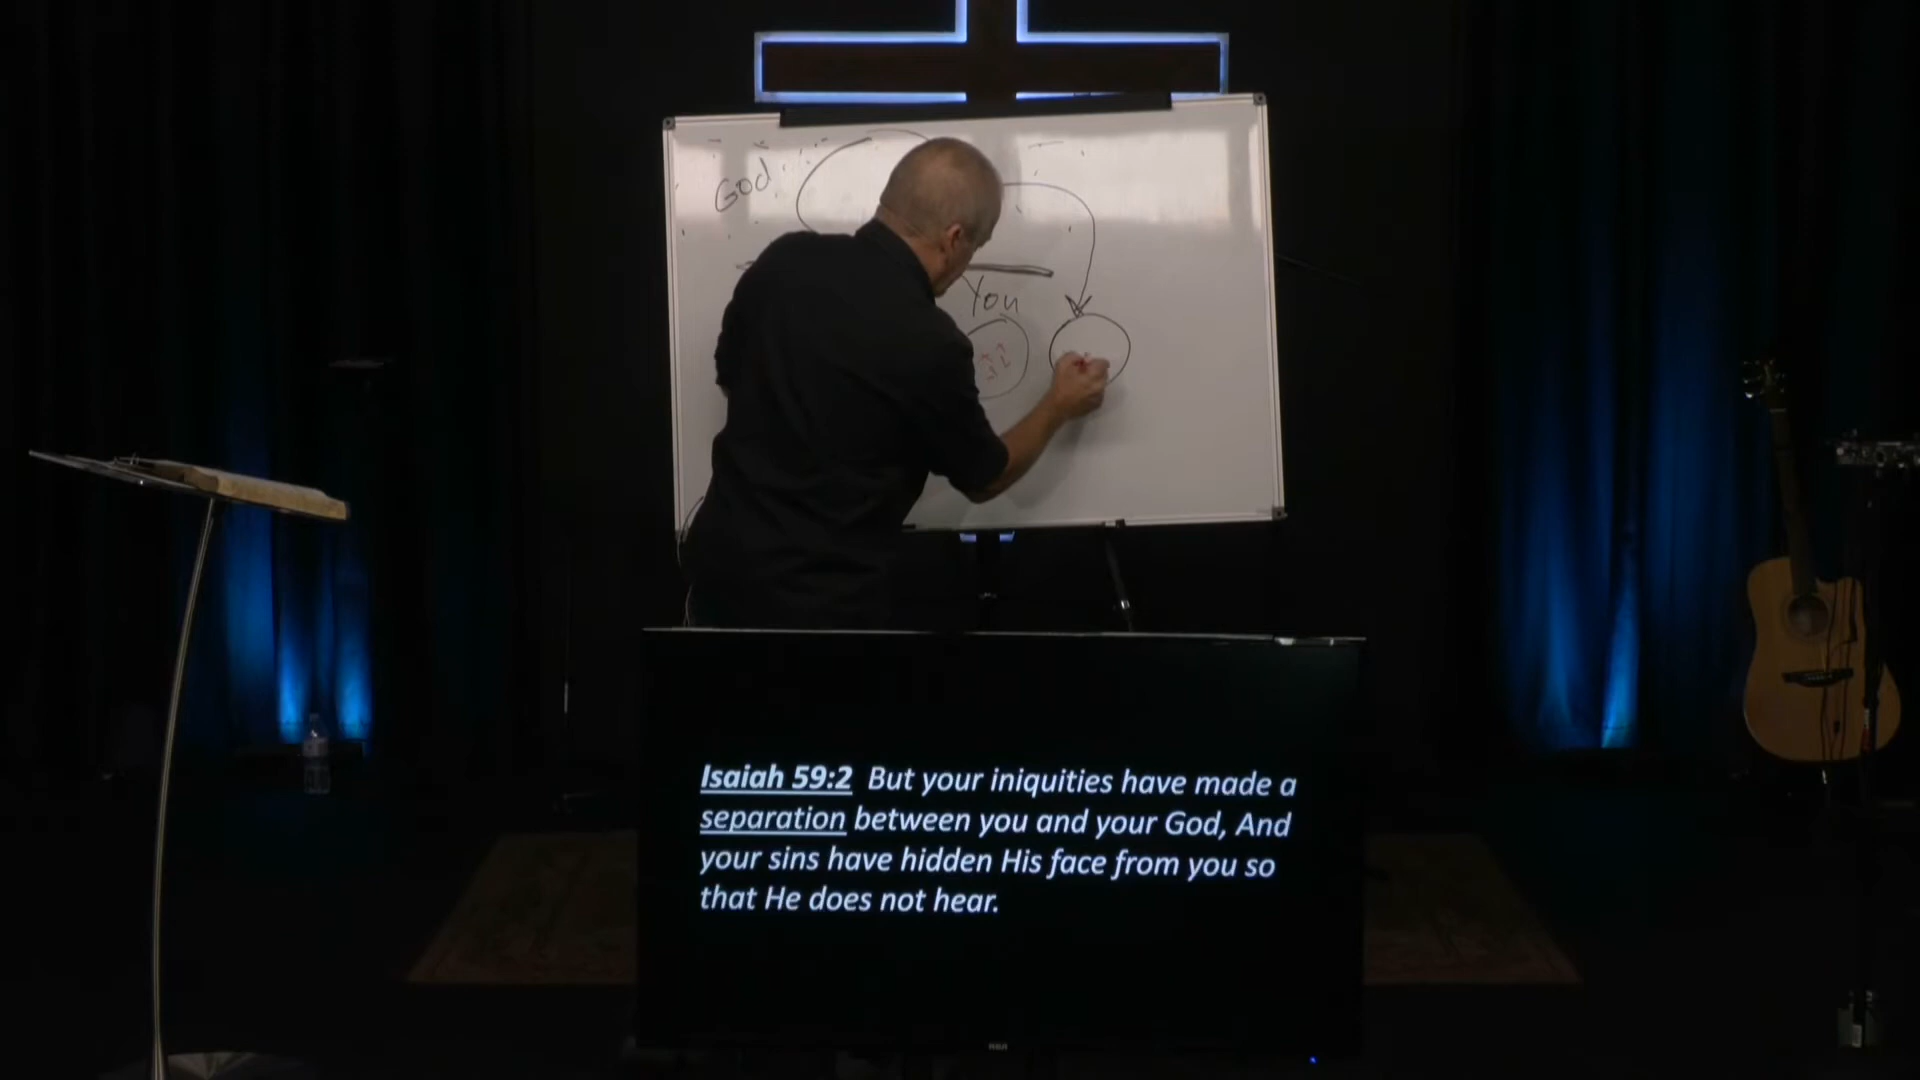 God
You
Isaiah 59:2 But your iniquities have made a
separation between you and your God, And
your sins have hidden His face from you so
that He does not hear.
RCA